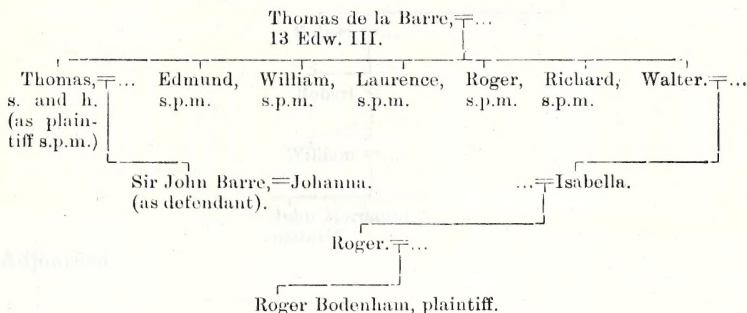 Thomas de la Barre,=...
13 Edw. III.
Thomas,=... Edmund, William, Laurence, Roger, Richard, Walter.=...
s. and h. s.p.m. s.p.m. s.p.m. s.p.m. s.p.m.
(as plain-
tiff s.p.m.)
Sir John Barre,=Johanna. ...=Isabella.
(as defendant).
Roger.=...
Roger Bodenham, plaintiff.